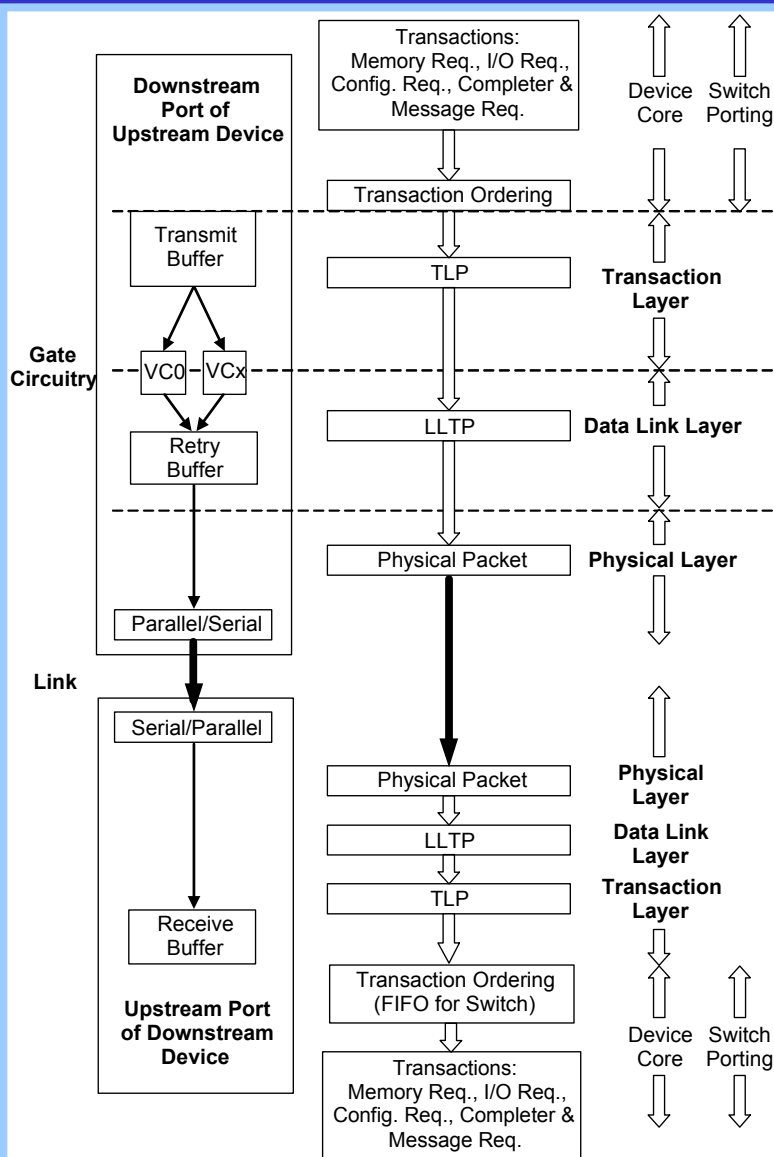 Transactions:
Memory Req., I/O Req.,
Config. Req., Completer &
Message Req.
Device
Core
Switch
Porting
Downstream
Port of
Upstream Device
Transaction Ordering
Transmit
Buffer
TLP
Transaction
Layer
Gate
Circuitry
VC0
VCx
LLTP
Data Link Layer
Retry
Buffer
Physical Packet
Physical Layer
Parallel/Serial
Link
Serial/Parallel
Physical Packet
Physical
Layer
LLTP
Data Link
Layer
TLP
Transaction
Layer
Receive
Buffer
Transaction Ordering
(FIFO for Switch)
Upstream Port
of Downstream
Device
Device
Core
Switch
Porting
Transactions:
Memory Req., I/O Req.,
Config. Req., Completer &
Message Req.